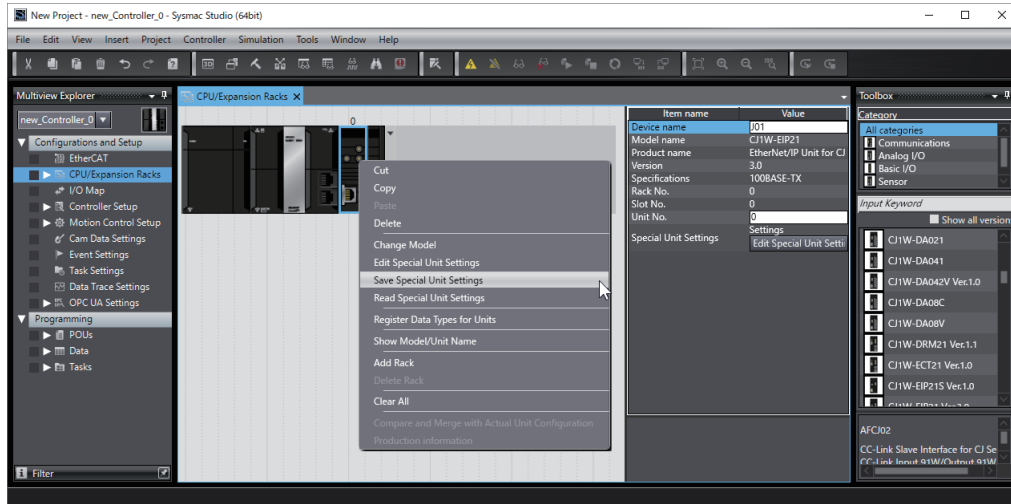 New Project - new_Controller_0 - Sysmac Studio (64bit)
File Edit View Insert Project Controller Simulation Tools Window Help
Multiview Explorer
new_Controller_0
Configurations and Setup
EtherCAT
CPU/Expansion Racks
I/O Map
Controller Setup
Motion Control Setup
Cam Data Settings
Event Settings
Task Settings
Data Trace Settings
OPC UA Settings
Programming
POUs
Data
Tasks
Filter
CPU/Expansion Racks
0
Cut
Copy
Paste
Delete
Change Model
Edit Special Unit Settings
Save Special Unit Settings
Read Special Unit Settings
Register Data Types for Units
Show Model/Unit Name
Add Rack
Delete Rack
Clear All
Compare and Merge with Actual Unit Configuration
Production information
Item name Value
Device name J01
Model name CJ1W-EIP21
Product name EtherNet/IP Unit for CJ
Version 3.0
Specifications 100BASE-TX
Rack No. 0
Slot No. 0
Unit No. 0
Special Unit Settings Settings
Edit Special Unit Setti
Toolbox
Category
All categories
Communications
Analog I/O
Basic I/O
Sensor
Input Keyword
Show all version
CJ1W-DA021
CJ1W-DA041
CJ1W-DA042V Ver.1.0
CJ1W-DA08C
CJ1W-DA08V
CJ1W-DRM21 Ver.1.1
CJ1W-ECT21 Ver.1.0
CJ1W-EIP21S Ver.1.0
AFCJ02
CC-Link Slave Interface for CJ Se
CC-Link Input 91W/Output 91W